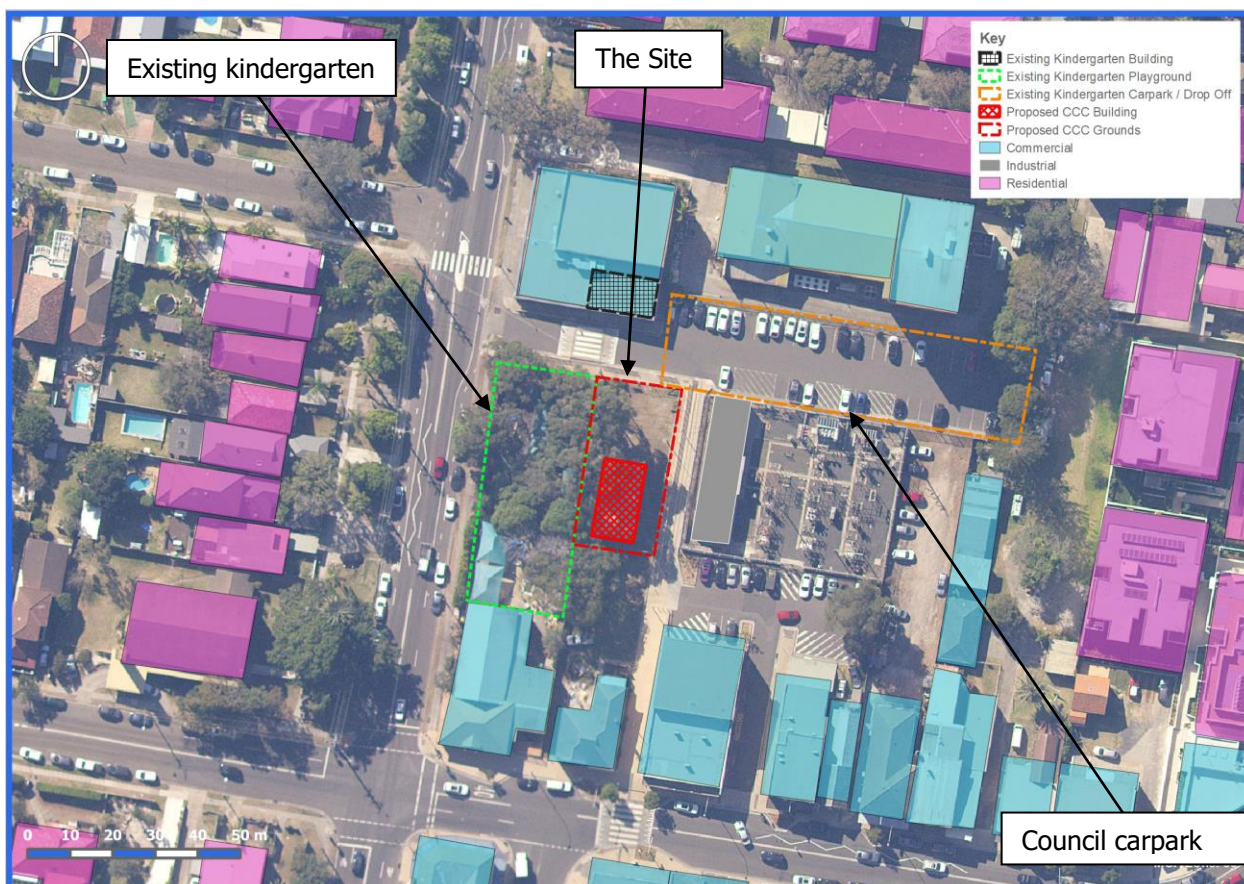 Existing kindergarten
The Site
Key
Existing Kindergarten Building
Existing Kindergarten Playground
Existing Kindergarten Carpark / Drop Off
Proposed CCC Building
Proposed CCC Grounds
Commercial
Industrial
Residential
0 10 20 30 40 50 m
Council carpark